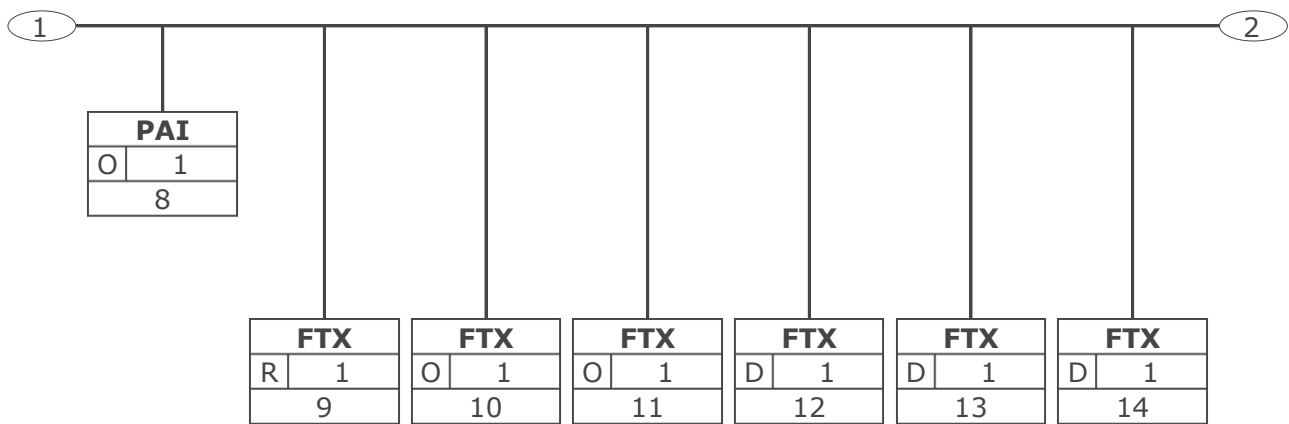 1 2
PAI
O 1
8
FTX FTX FTX FTX FTX FTX
R 1 O 1 O 1 D 1 D 1 D 1
9 10 11 12 13 14